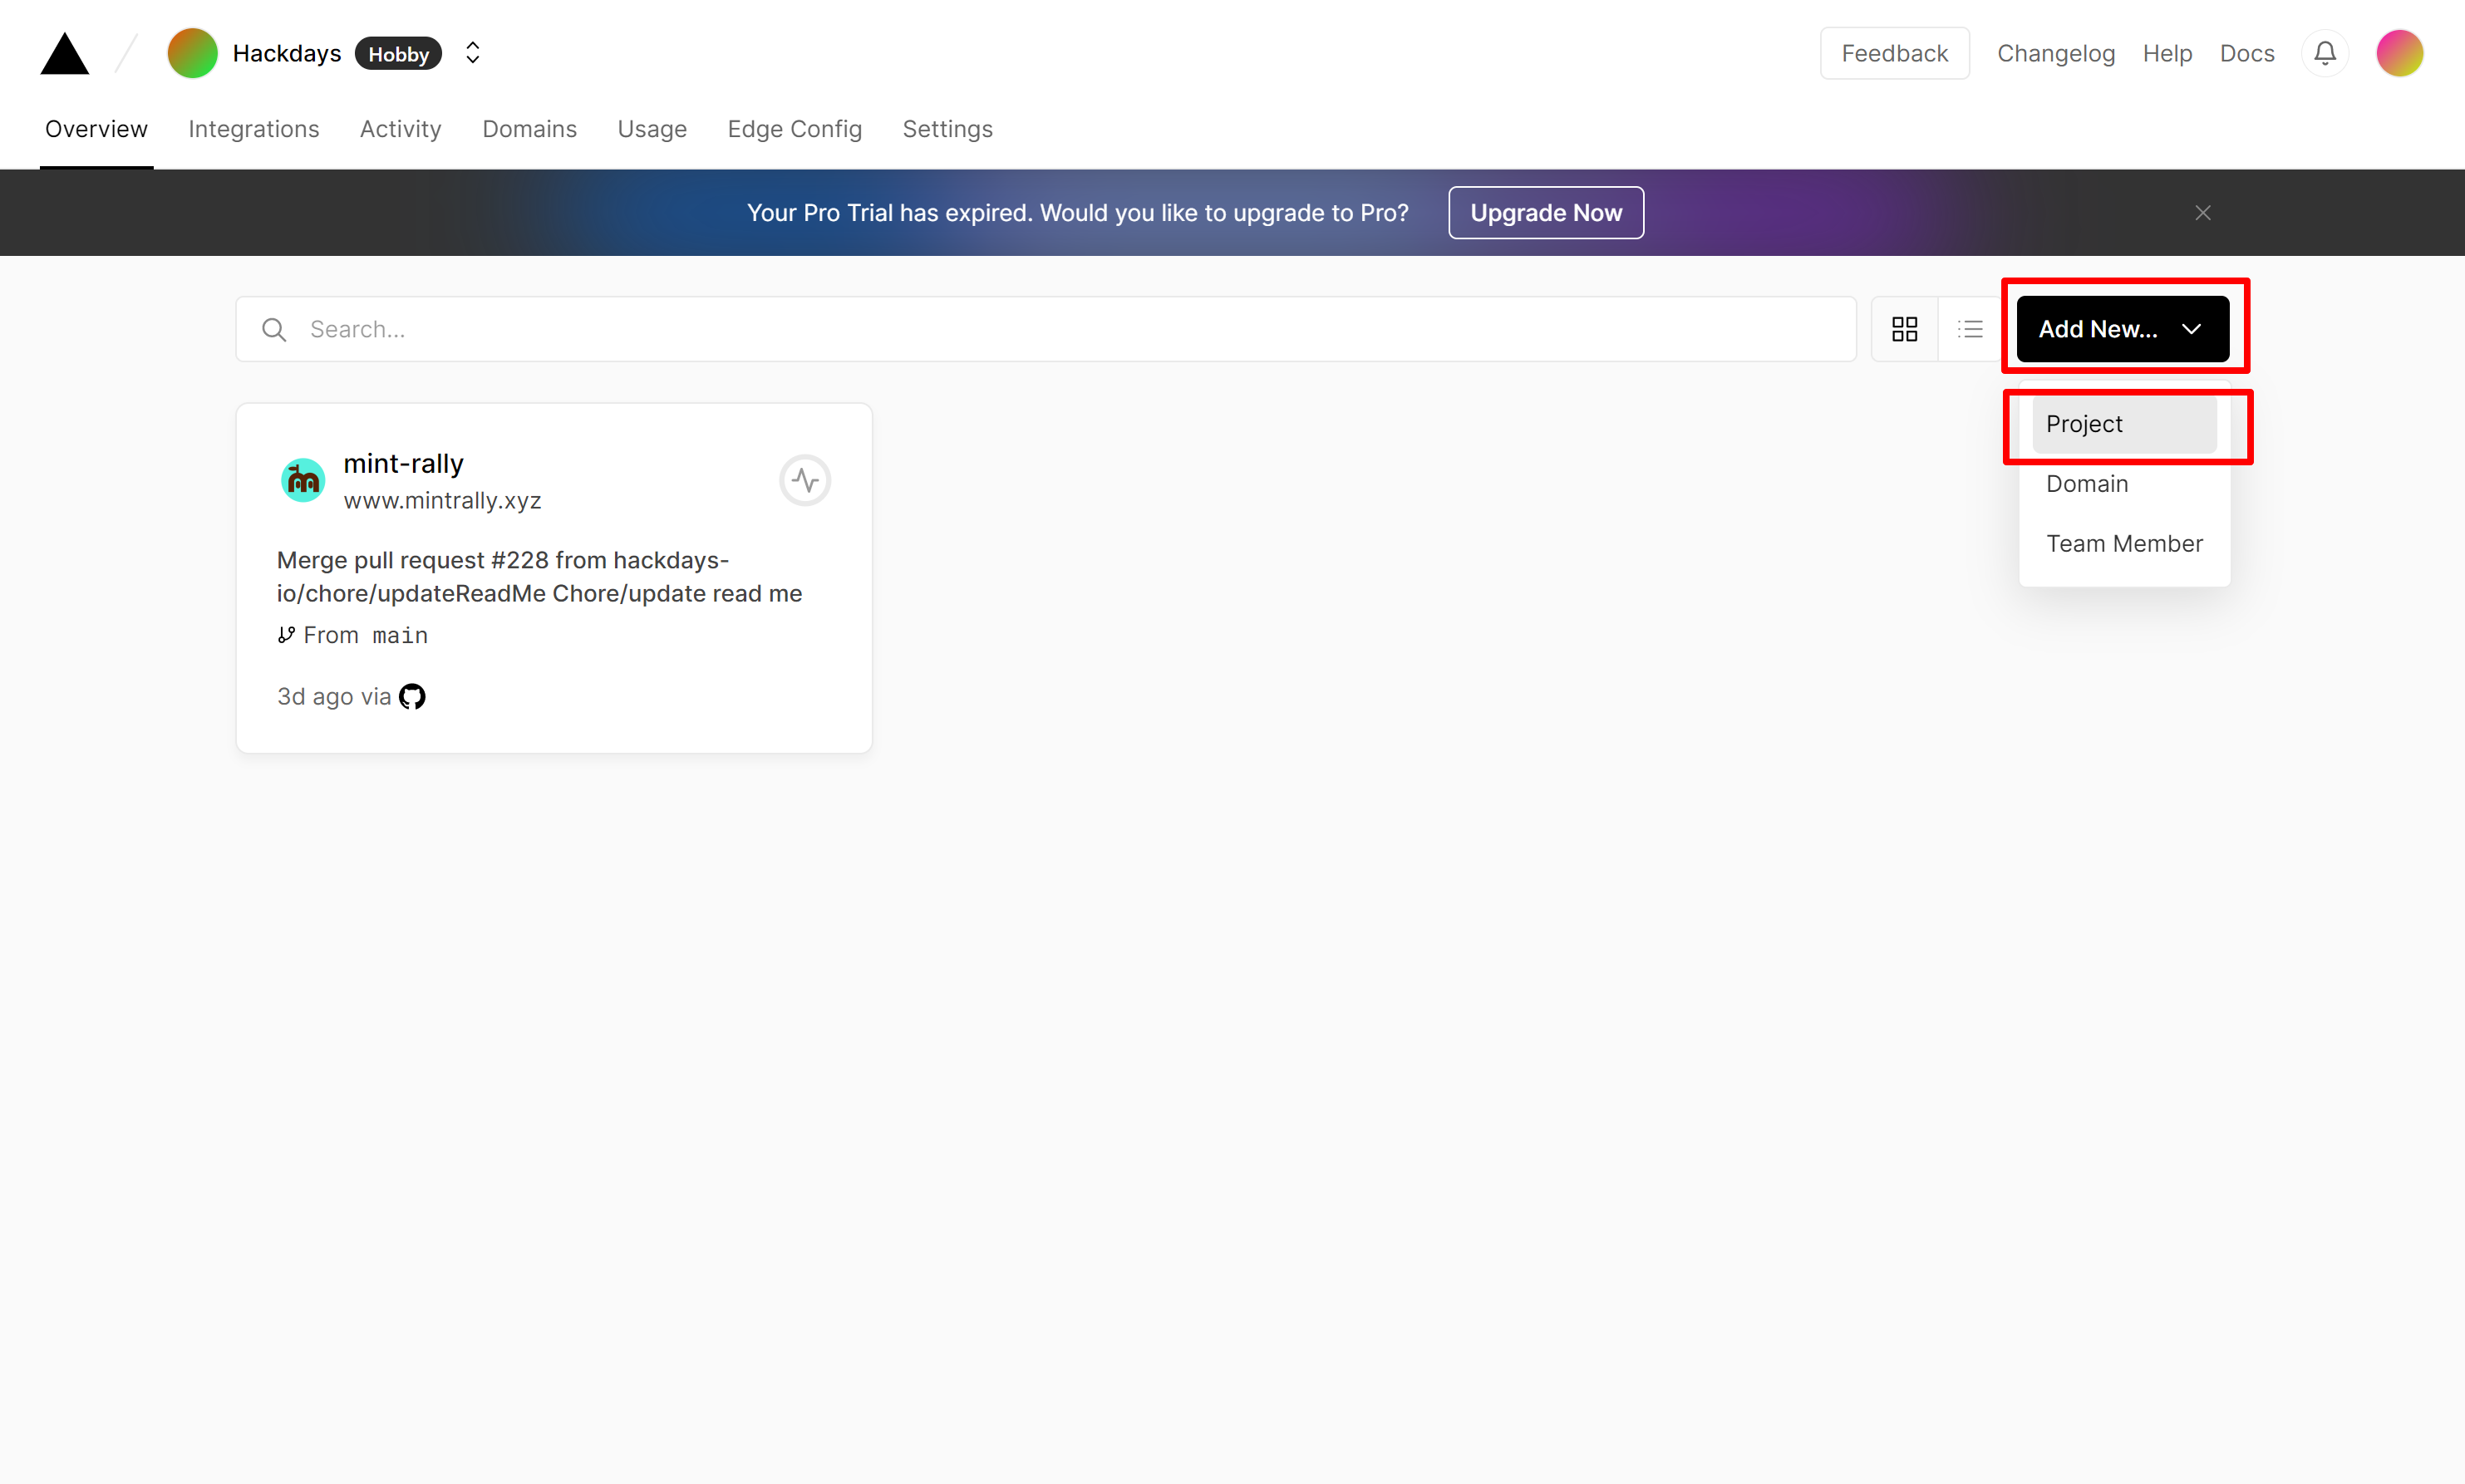 Hackdays Hobby
Feedback Changelog Help Docs
Overview Integrations Activity Domains Usage Edge Config Settings
Your Pro Trial has expired. Would you like to upgrade to Pro? Upgrade Now
Search...
Add New...
Project
Domain
Team Member
mint-rally
www.mintrally.xyz
Merge pull request #228 from hackdays-
io/chore/updateReadMe Chore/update read me
From main
3d ago via